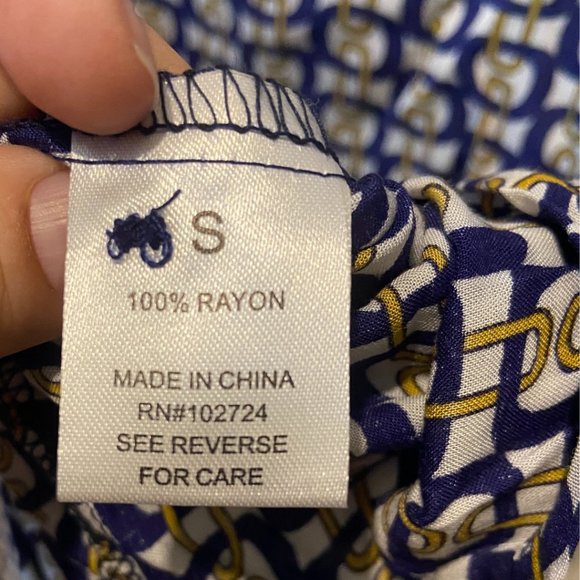 S
100% RAYON
MADE IN CHINA
RN#102724
SEE REVERSE
FOR CARE